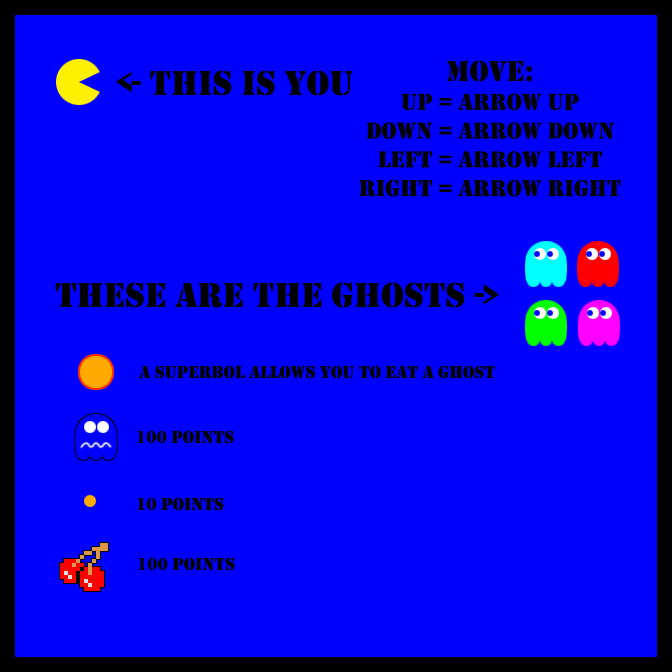 <- THIS IS YOU
MOVE:
UP = ARROW UP
DOWN = ARROW DOWN
LEFT = ARROW LEFT
RIGHT = ARROW RIGHT
THESE ARE THE GHOSTS ->
A SUPERBOL ALLOWS YOU TO EAT A GHOST
100 POINTS
10 POINTS
100 POINTS